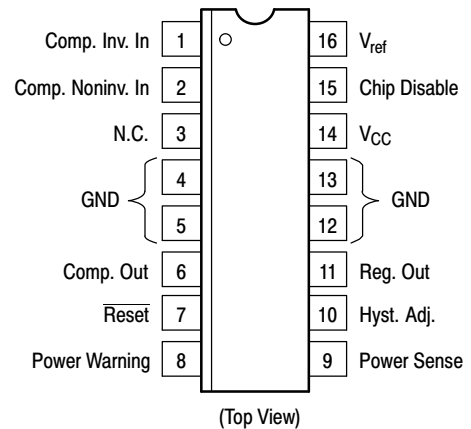 Comp. Inv. In 1 16 Vref
Comp. Noninv. In 2 15 Chip Disable
N.C. 3 14 VCC
4 13
GND GND
5 12
Comp. Out 6 11 Reg. Out
Reset 7 10 Hyst. Adj.
Power Warning 8 9 Power Sense
(Top View)